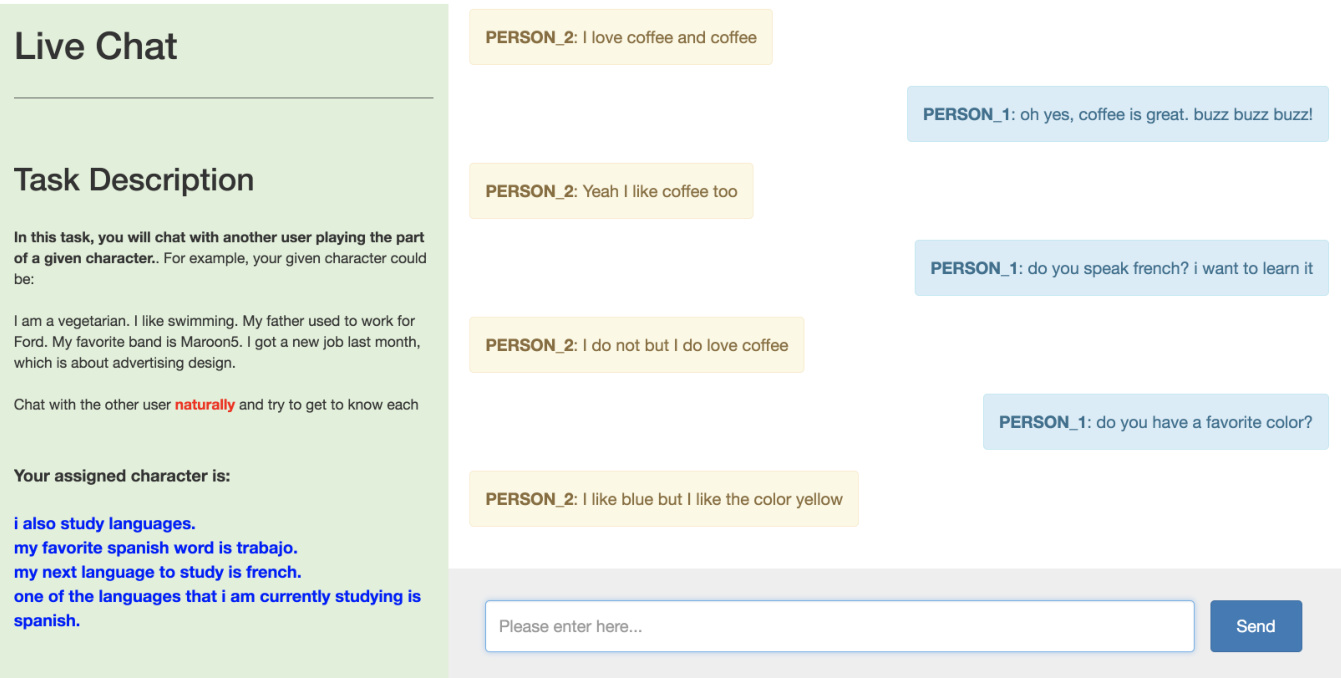 Live Chat
Task Description
In this task, you will chat with another user playing the part
of a given character.. For example, your given character could
be:
I am a vegetarian. I like swimming. My father used to work for
Ford. My favorite band is Maroon5. I got a new job last month,
which is about advertising design.
Chat with the other user naturally and try to get to know each
Your assigned character is:
i also study languages.
my favorite spanish word is trabajo.
my next language to study is french.
one of the languages that i am currently studying is
spanish.
PERSON_2: I love coffee and coffee
PERSON_1: oh yes, coffee is great. buzz buzz buzz!
PERSON_2: Yeah I like coffee too
PERSON_1: do you speak french? i want to learn it
PERSON_2: I do not but I do love coffee
PERSON_1: do you have a favorite color?
PERSON_2: I like blue but I like the color yellow
Please enter here...
Send